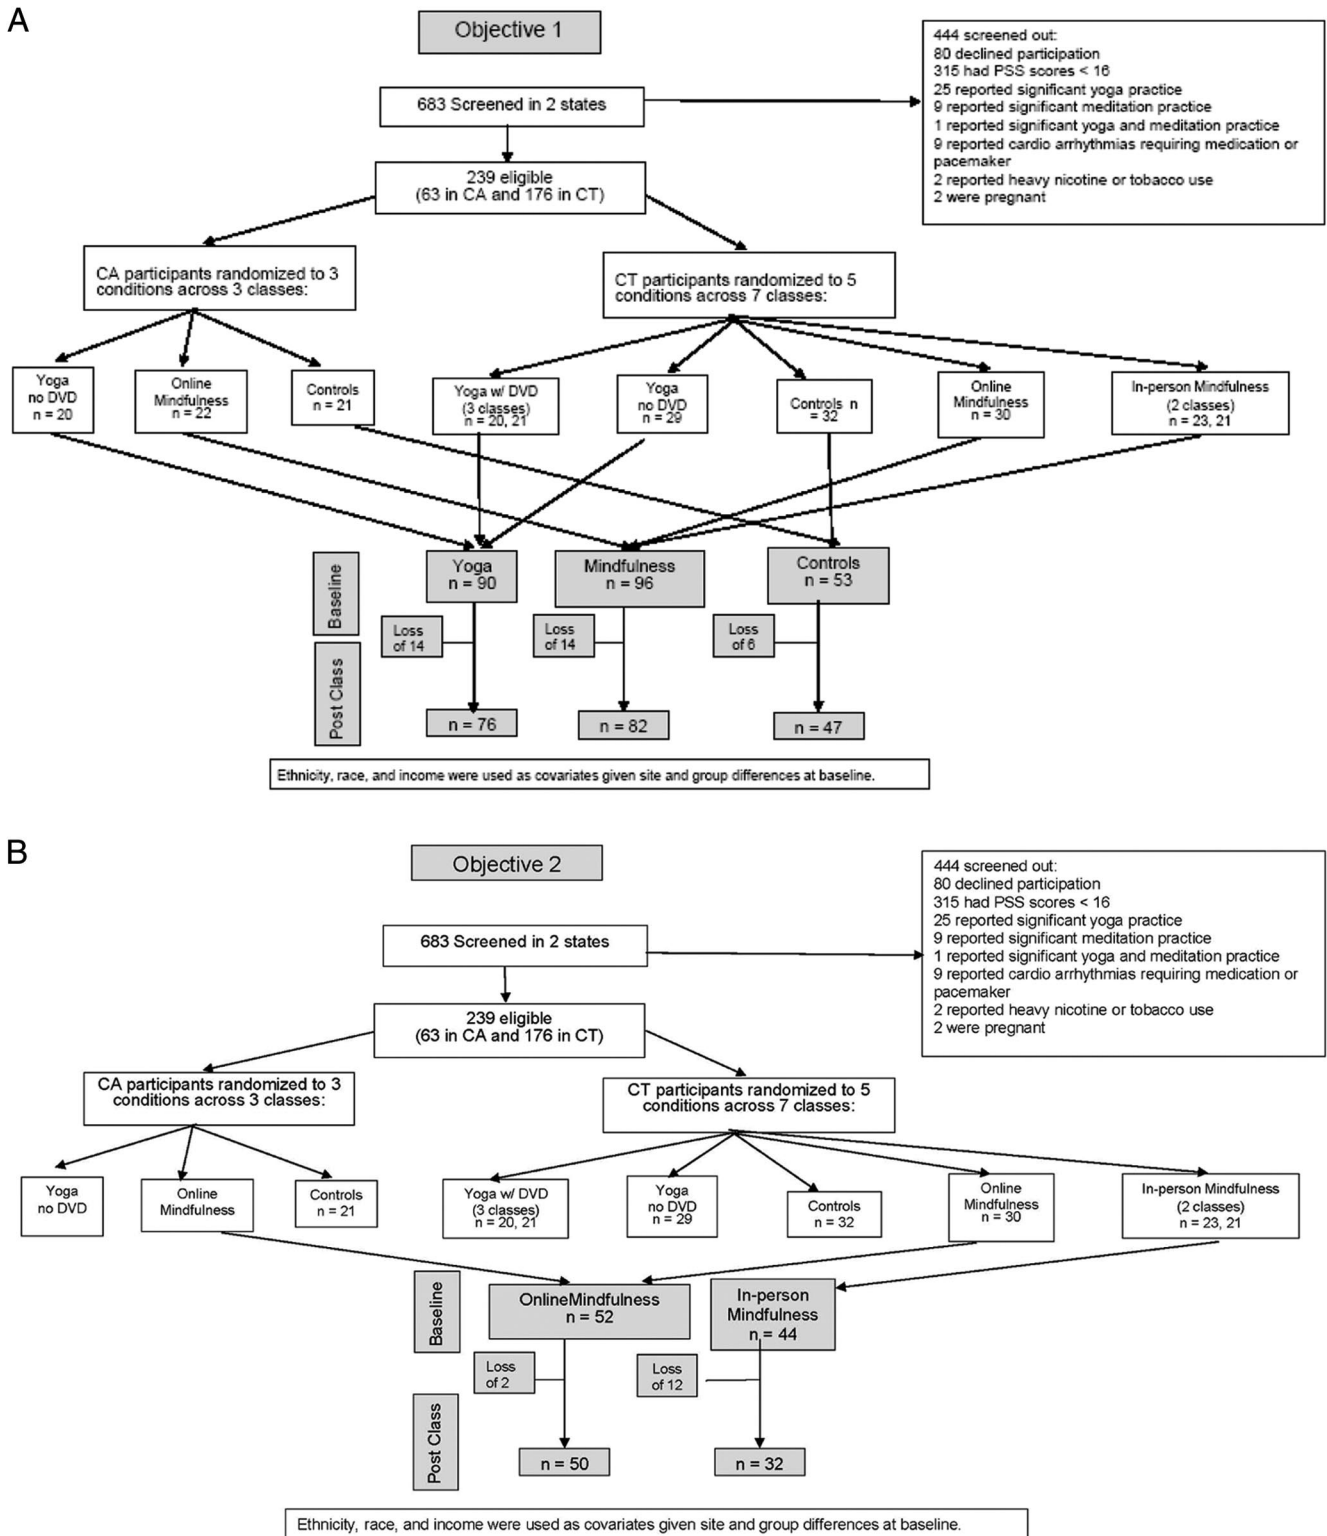 A
Objective 1
444 screened out:
80 declined participation
315 had PSS scores < 16
25 reported significant yoga practice
9 reported significant meditation practice
1 reported significant yoga and meditation practice
9 reported cardio arrhythmias requiring medication or
pacemaker
2 reported heavy nicotine or tobacco use
2 were pregnant
683 Screened in 2 states
239 eligible
(63 in CA and 176 in CT)
CA participants randomized to 3
conditions across 3 classes:
CT participants randomized to 5
conditions across 7 classes:
Yoga
no DVD
n = 20
Online
Mindfulness
n = 22
Controls
n = 21
Yoga w/ DVD
(3 classes)
n = 20, 21
Yoga
no DVD
n = 29
Controls n
= 32
Online
Mindfulness
n = 30
In-person Mindfulness
(2 classes)
n = 23, 21
Baseline
Yoga
n = 90
Mindfulness
n = 96
Controls
n = 53
Loss
of 14
Loss
of 14
Loss
of 6
Post Class
n = 76
n = 82
n = 47
Ethnicity, race, and income were used as covariates given site and group differences at baseline.
B
Objective 2
444 screened out:
80 declined participation
315 had PSS scores < 16
25 reported significant yoga practice
9 reported significant meditation practice
1 reported significant yoga and meditation practice
9 reported cardio arrhythmias requiring medication or
pacemaker
2 reported heavy nicotine or tobacco use
2 were pregnant
683 Screened in 2 states
239 eligible
(63 in CA and 176 in CT)
CA participants randomized to 3
conditions across 3 classes:
CT participants randomized to 5
conditions across 7 classes:
Yoga
no DVD
Online
Mindfulness
Controls
n = 21
Yoga w/ DVD
(3 classes)
n = 20, 21
Yoga
no DVD
n = 29
Controls
n = 32
Online
Mindfulness
n = 30
In-person Mindfulness
(2 classes)
n = 23, 21
Baseline
OnlineMindfulness
n = 52
In-person
Mindfulness
n = 44
Loss
of 2
Loss
of 12
Post Class
n = 50
n = 32
Ethnicity, race, and income were used as covariates given site and group differences at baseline.